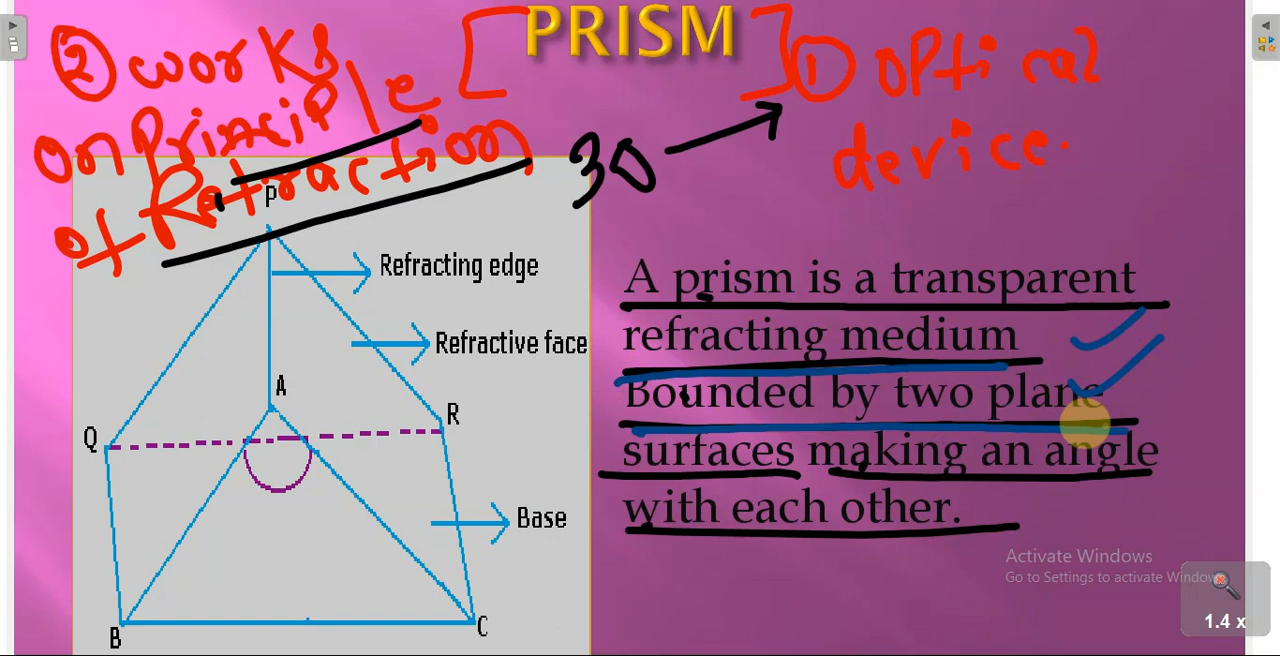 PRISM
① optical
device.
② works
on Principle
of Refraction
30
P
Refracting edge
Refractive face
A
R
Q
Base
B
C
A prism is a transparent
refracting medium
Bounded by two plane
surfaces making an angle
with each other.
Activate Windows
Go to Settings to activate Windows
1.4 x